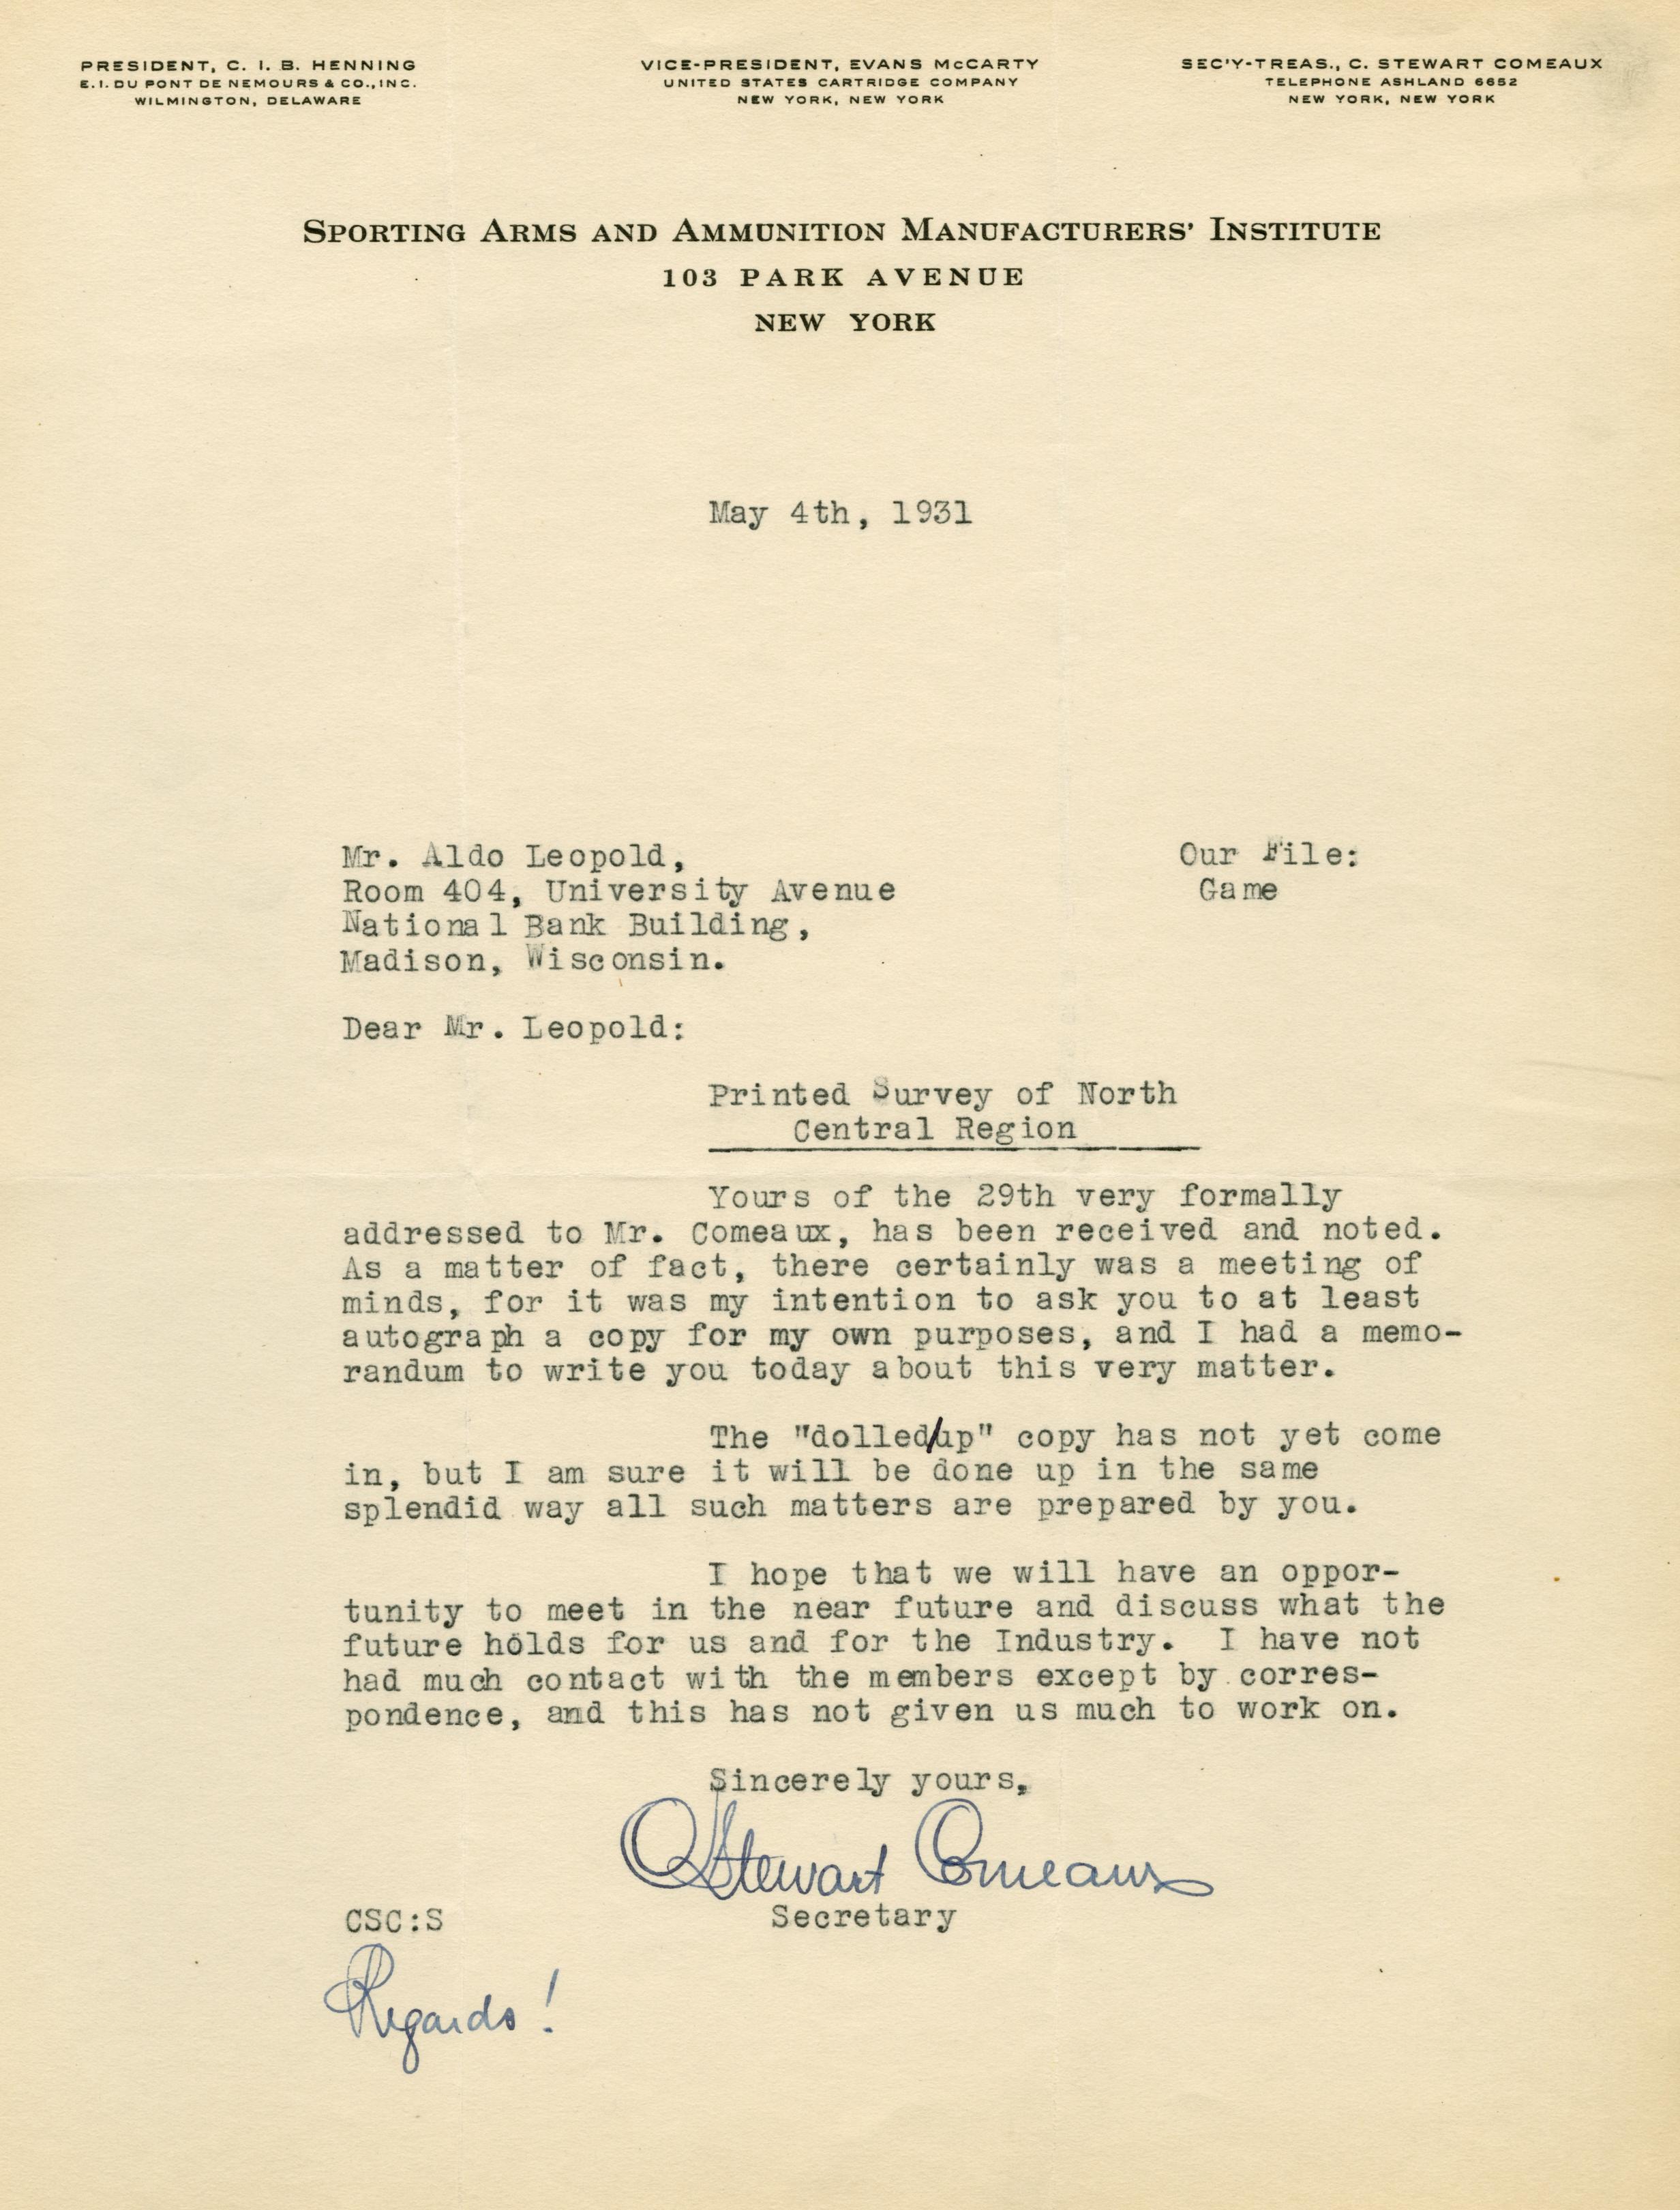 PRESIDENT, C. I. B. HENNING
E. I. DU PONT DE NEMOURS & CO., INC.
WILMINGTON, DELAWARE
VICE-PRESIDENT, EVANS McCARTY
UNITED STATES CARTRIDGE COMPANY
NEW YORK, NEW YORK
SEC'Y-TREAS., C. STEWART COMEAUX
TELEPHONE ASHLAND 6652
NEW YORK, NEW YORK
SPORTING ARMS AND AMMUNITION MANUFACTURERS' INSTITUTE
103 PARK AVENUE
NEW YORK
May 4th, 1931
Mr. Aldo Leopold,
Room 404, University Avenue
National Bank Building,
Madison, Wisconsin.
Our File:
Game
Dear Mr. Leopold:
Printed Survey of North
Central Region
Yours of the 29th very formally
addressed to Mr. Comeaux, has been received and noted.
As a matter of fact, there certainly was a meeting of
minds, for it was my intention to ask you to at least
autograph a copy for my own purposes, and I had a memo-
randum to write you today about this very matter.
The "dolled/up" copy has not yet come
in, but I am sure it will be done up in the same
splendid way all such matters are prepared by you.
I hope that we will have an oppor-
tunity to meet in the near future and discuss what the
future holds for us and for the Industry. I have not
had much contact with the members except by corres-
pondence, and this has not given us much to work on.
Sincerely yours,
C Stewart Comeaux
CSC:S Secretary
Regards!